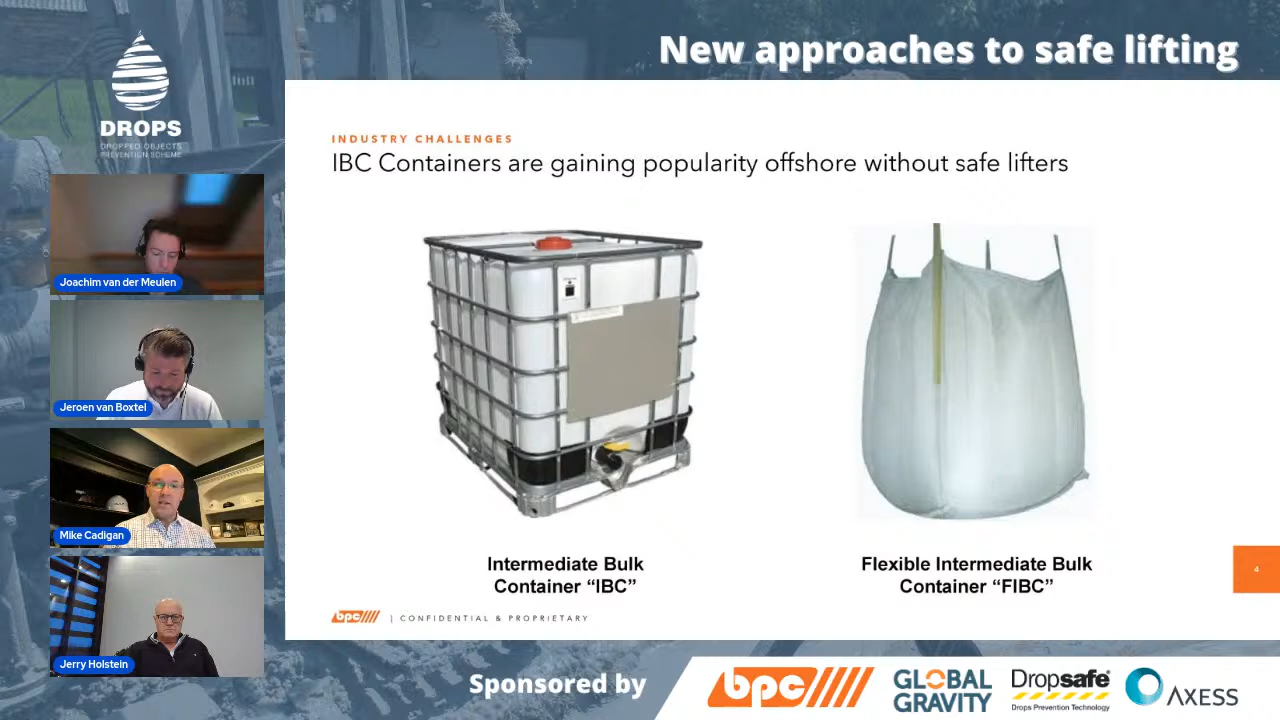 New approaches to safe lifting
DROPS
DROPPED OBJECTS
PREVENTION SCHEME
Joachim van der Meulen
Jeroen van Boxtel
Mike Cadigan
Jerry Holstein
INDUSTRY CHALLENGES
IBC Containers are gaining popularity offshore without safe lifters
Intermediate Bulk
Container “IBC”
Flexible Intermediate Bulk
Container “FIBC”
4
bpc | CONFIDENTIAL & PROPRIETARY
Sponsored by
bpc
GLOBAL
GRAVITY
Dropsafe®
Drops Prevention Technology
AXESS